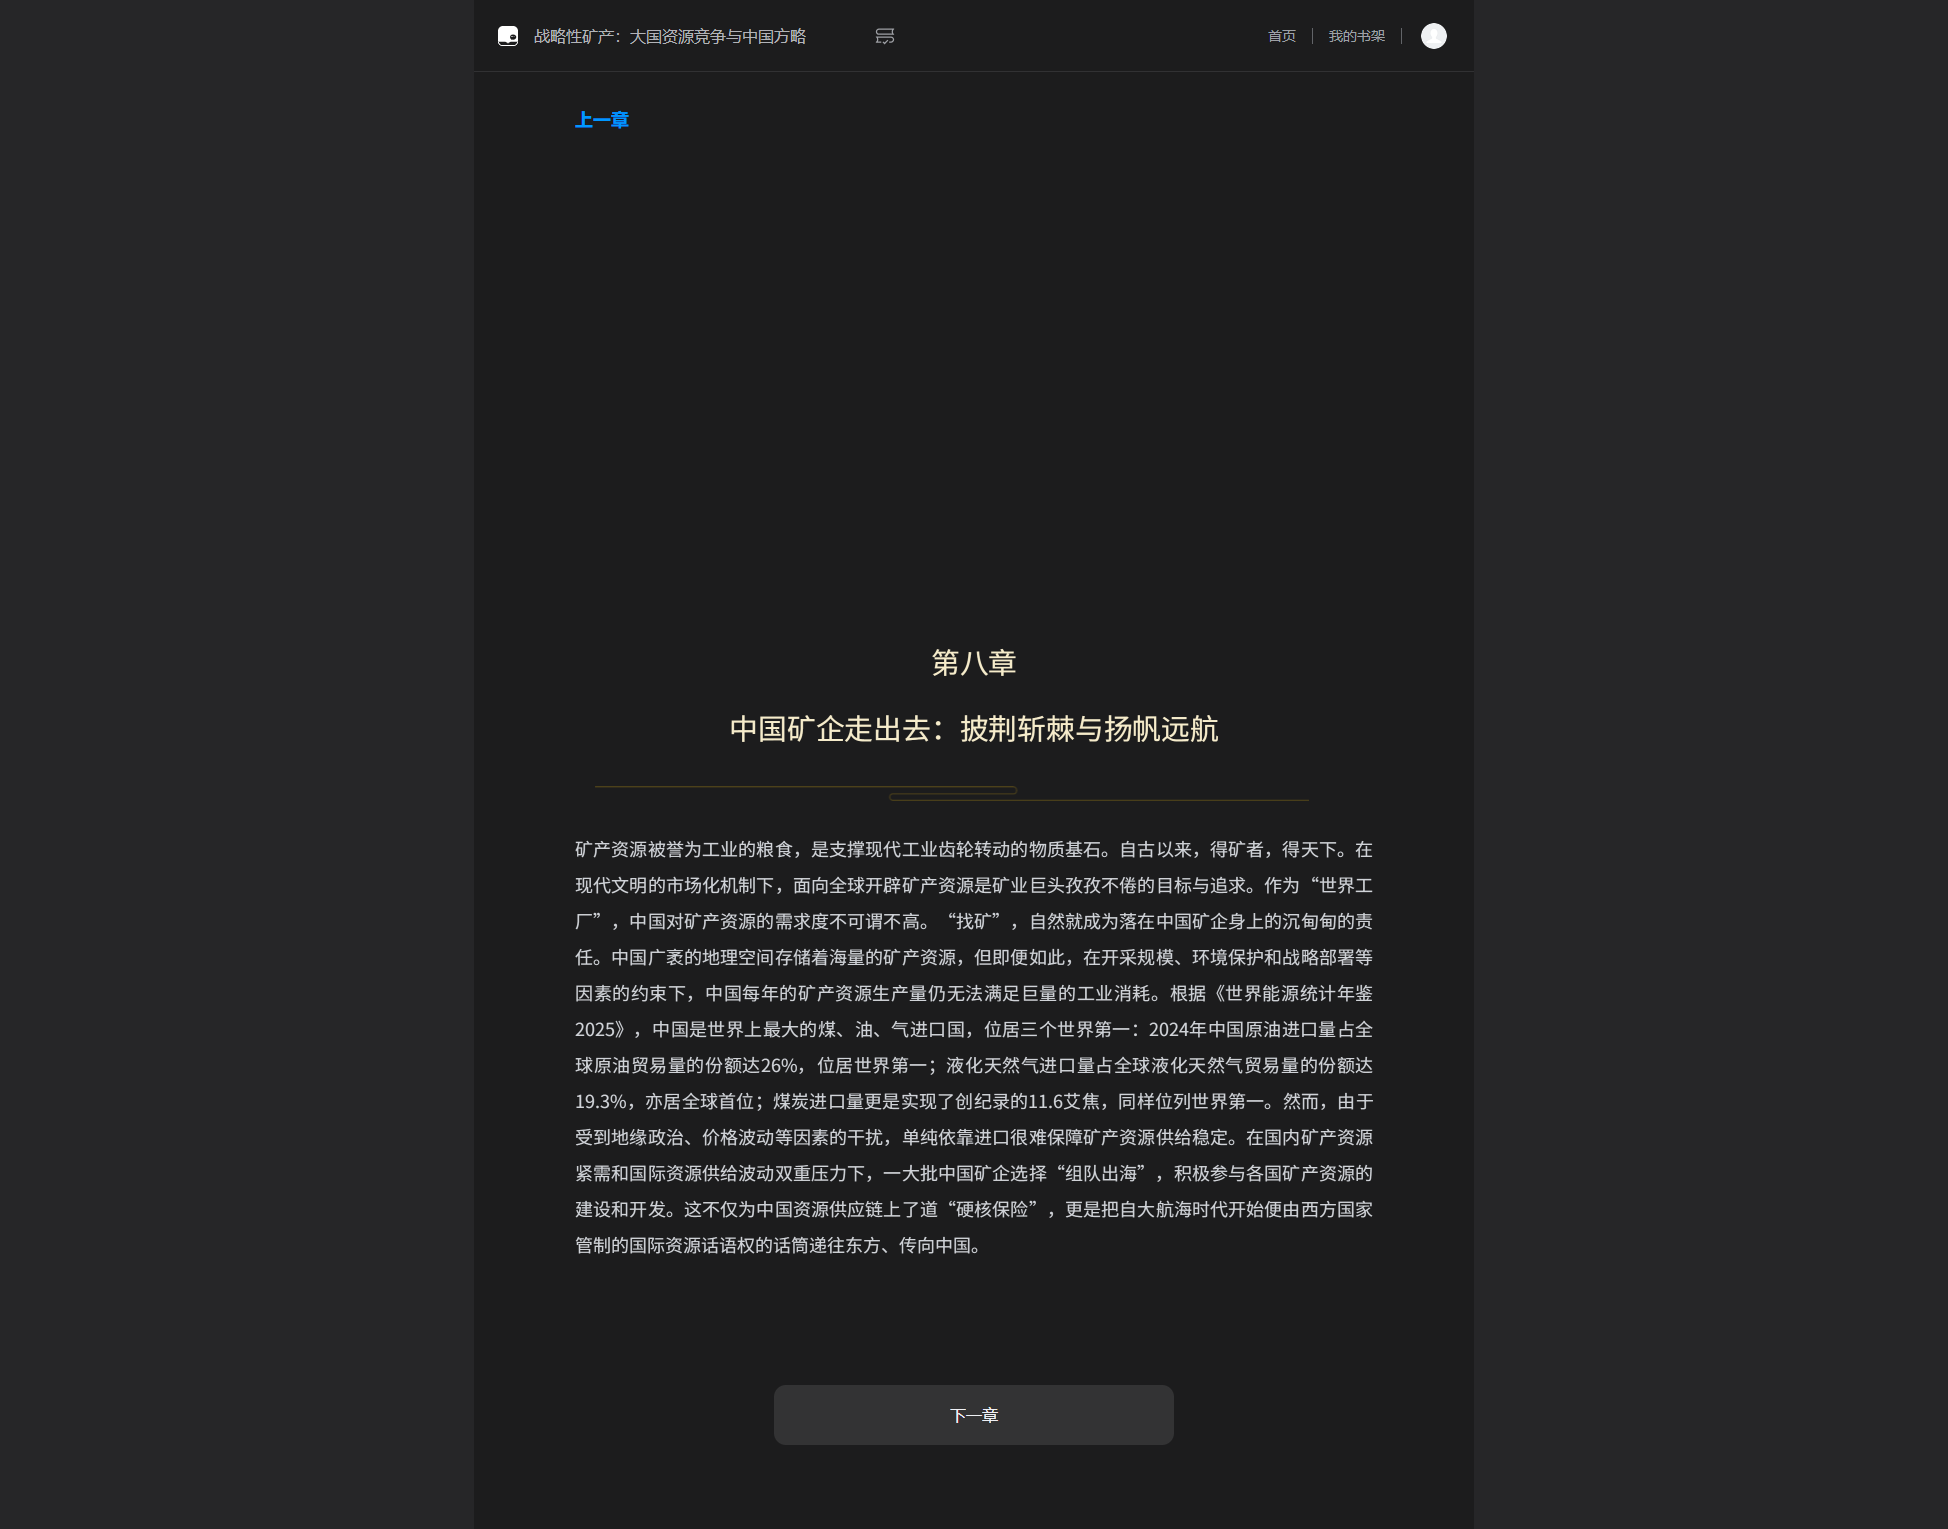 战略性矿产：大国资源竞争与中国方略
首页
我的书架
上一章
第八章
中国矿企走出去：披荆斩棘与扬帆远航
矿产资源被誉为工业的粮食，是支撑现代工业齿轮转动的物质基石。自古以来，得矿者，得天下。在
现代文明的市场化机制下，面向全球开辟矿产资源是矿业巨头孜孜不倦的目标与追求。作为“世界工
厂”，中国对矿产资源的需求度不可谓不高。“找矿”，自然就成为落在中国矿企身上的沉甸甸的责
任。中国广袤的地理空间存储着海量的矿产资源，但即便如此，在开采规模、环境保护和战略部署等
因素的约束下，中国每年的矿产资源生产量仍无法满足巨量的工业消耗。根据《世界能源统计年鉴
2025》，中国是世界上最大的煤、油、气进口国，位居三个世界第一：2024年中国原油进口量占全
球原油贸易量的份额达26%，位居世界第一；液化天然气进口量占全球液化天然气贸易量的份额达
19.3%，亦居全球首位；煤炭进口量更是实现了创纪录的11.6艾焦，同样位列世界第一。然而，由于
受到地缘政治、价格波动等因素的干扰，单纯依靠进口很难保障矿产资源供给稳定。在国内矿产资源
紧需和国际资源供给波动双重压力下，一大批中国矿企选择“组队出海”，积极参与各国矿产资源的
建设和开发。这不仅为中国资源供应链上了道“硬核保险”，更是把自大航海时代开始便由西方国家
管制的国际资源话语权的话筒递往东方、传向中国。
下一章